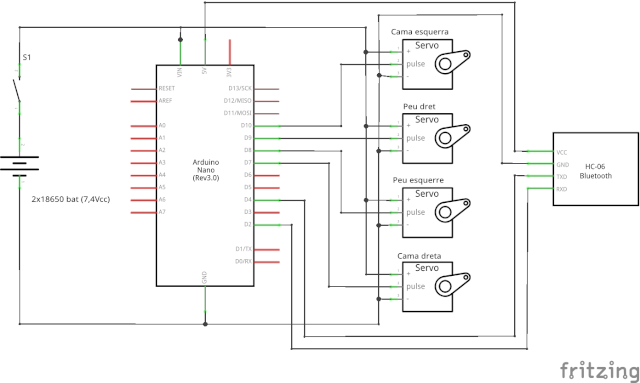 S1
2x18650 bat (7,4Vcc)
VIN
5V
3V3
RESET
AREF
A0
A1
A2
A3
A4
A5
A6
A7
Arduino
Nano
(Rev3.0)
D13/SCK
D12/MISO
D11/MOSI
D10
D9
D8
D7
D6
D5
D4
D3
D2
D1/TX
D0/RX
GND
Cama esquerra
Servo
+
pulse
-
Peu dret
Servo
+
pulse
-
Peu esquerre
Servo
+
pulse
-
Cama dreta
Servo
+
pulse
-
VCC
GND
TXD
RXD
HC-06
Bluetooth
fritzing